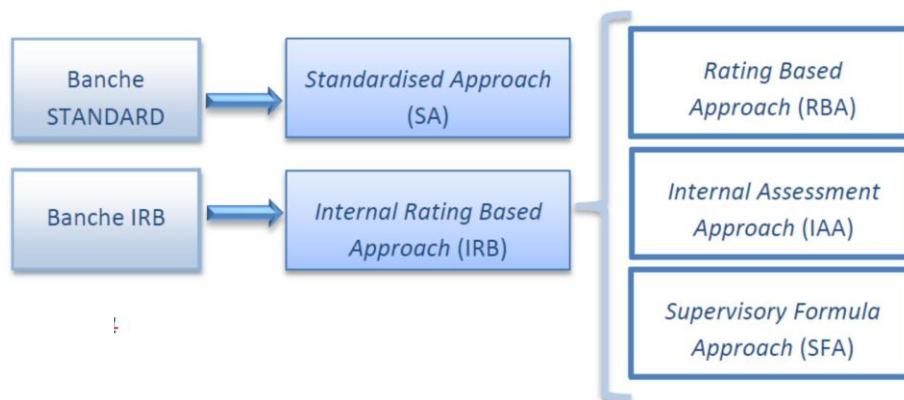 Banche
STANDARD
Standardised Approach
(SA)
Banche IRB
Internal Rating Based
Approach (IRB)
Rating Based
Approach (RBA)
Internal Assessment
Approach (IAA)
Supervisory Formula
Approach (SFA)